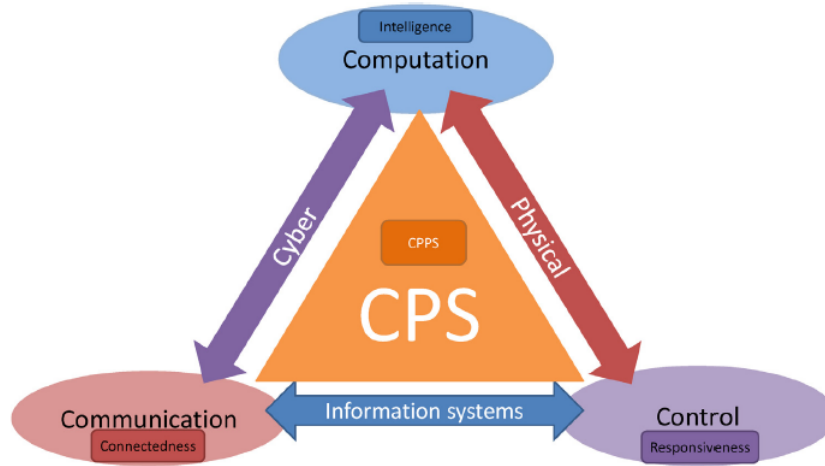 Intelligence
Computation
Cyber
Physical
CPPS
CPS
Information systems
Communication
Connectedness
Control
Responsiveness